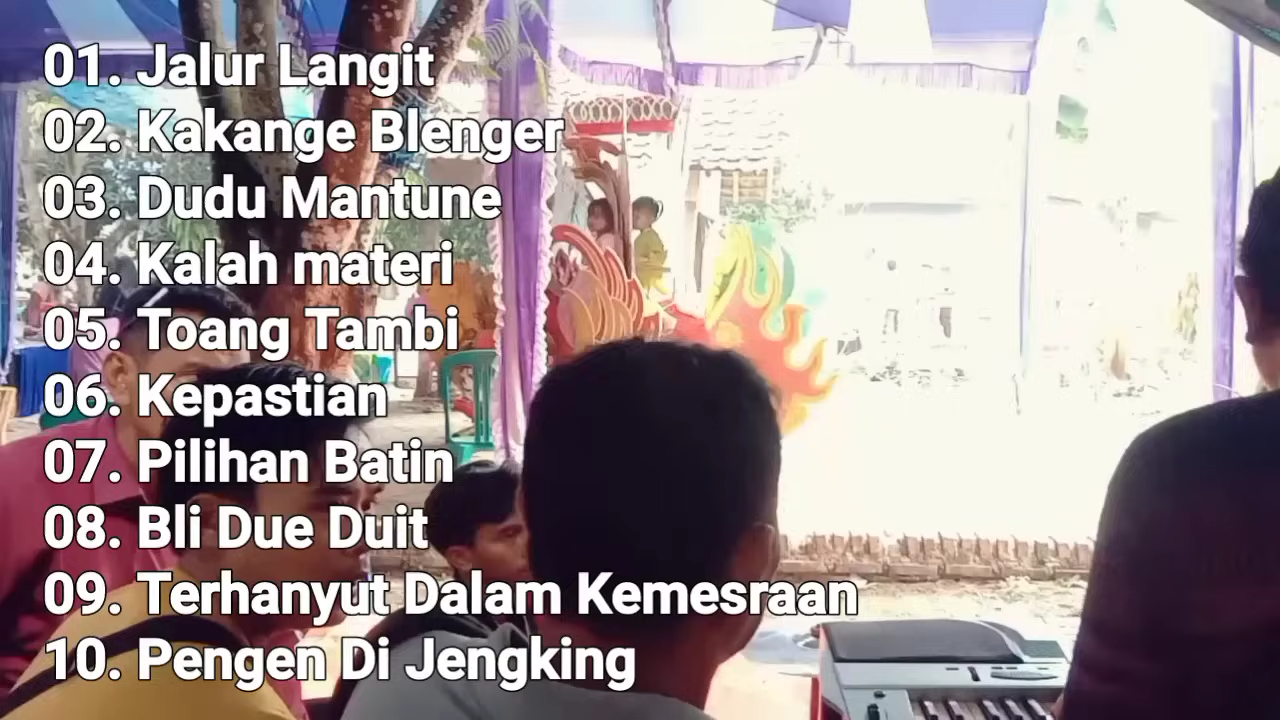 01. Jalur Langit
02. Kakange Blenger
03. Dudu Mantune
04. Kalah materi
05. Toang Tambi
06. Kepastian
07. Pilihan Batin
08. Bli Due Duit
09. Terhanyut Dalam Kemesraan
10. Pengen Di Jengking